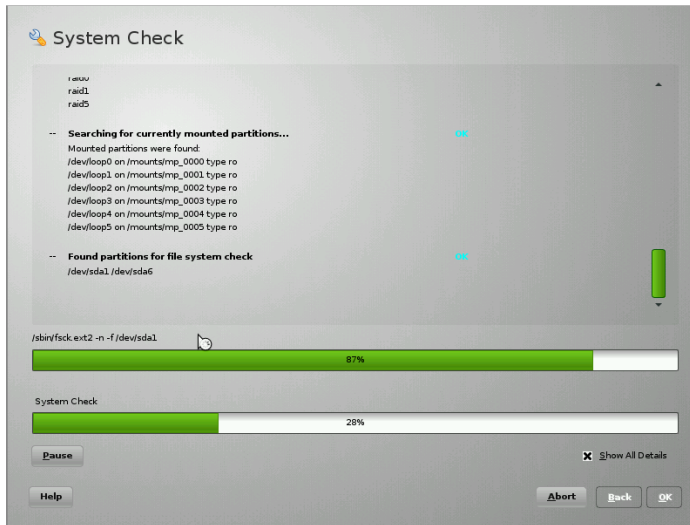 System Check
raid0
raid1
raid5
-- Searching for currently mounted partitions... OK
Mounted partitions were found:
/dev/loop0 on /mounts/mp_0000 type ro
/dev/loop1 on /mounts/mp_0001 type ro
/dev/loop2 on /mounts/mp_0002 type ro
/dev/loop3 on /mounts/mp_0003 type ro
/dev/loop4 on /mounts/mp_0004 type ro
/dev/loop5 on /mounts/mp_0005 type ro
-- Found partitions for file system check OK
/dev/sda1 /dev/sda6
/sbin/fsck.ext2 -n -f /dev/sda1
87%
System Check
28%
Pause
Show All Details
Help
Abort
Back
OK